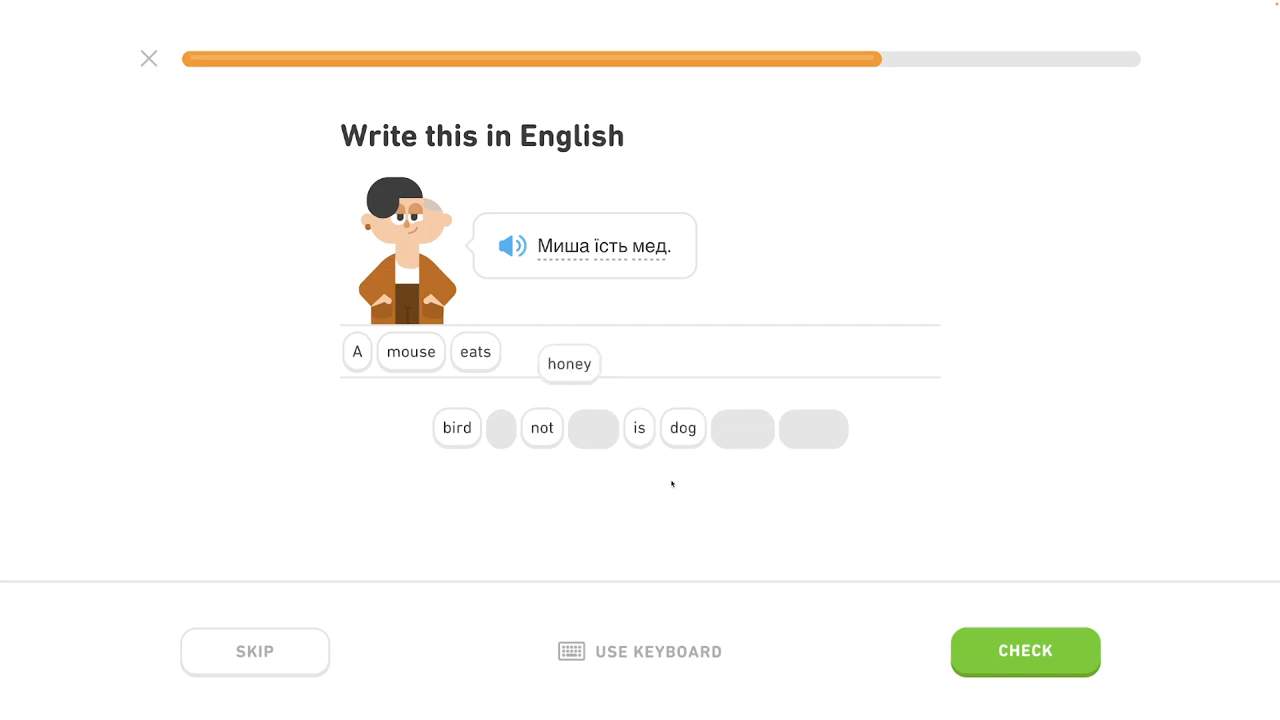 Write this in English
Миша їсть мед.
A mouse eats honey
bird not is dog
SKIP USE KEYBOARD CHECK